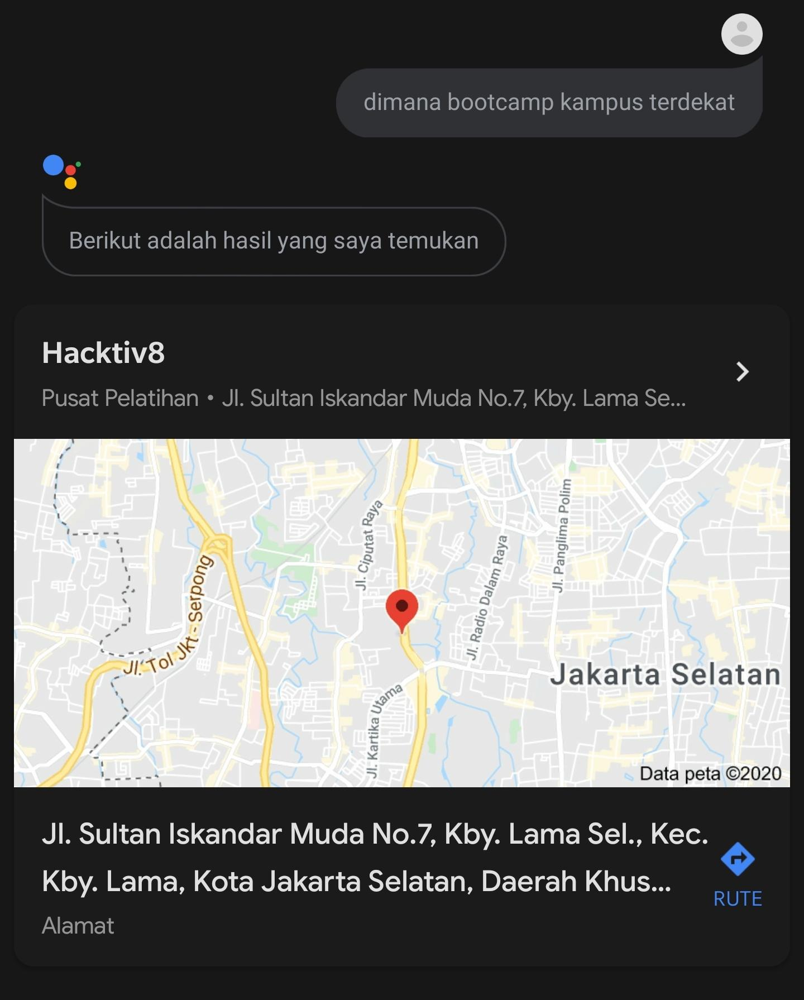 dimana bootcamp kampus terdekat
Berikut adalah hasil yang saya temukan
Hacktiv8
Pusat Pelatihan • Jl. Sultan Iskandar Muda No.7, Kby. Lama Se...
Jl. Ciputat Raya
Jl. Panglima Polim
Jl. Radio Dalam Raya
Jl. Tol Jkt - Serpong
Jakarta Selatan
Jl. Kartika Utama
Data peta ©2020
Jl. Sultan Iskandar Muda No.7, Kby. Lama Sel., Kec.
Kby. Lama, Kota Jakarta Selatan, Daerah Khus...
RUTE
Alamat